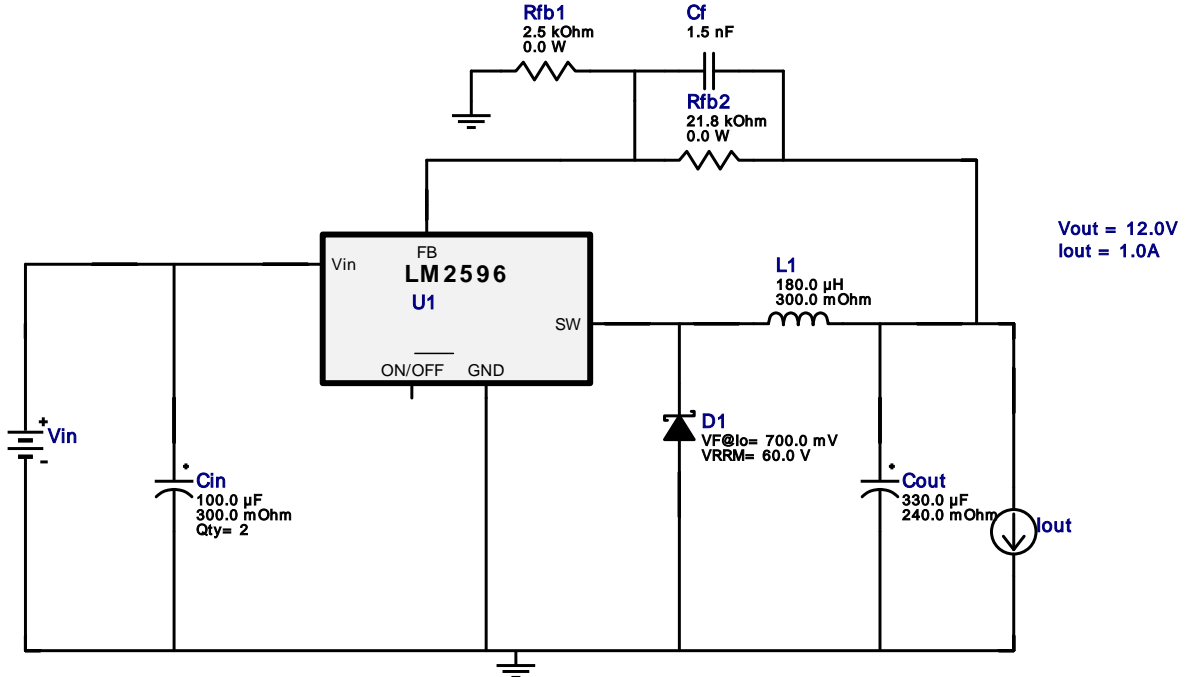 Rfb1
2.5 kOhm
0.0 W
Cf
1.5 nF
Rfb2
21.8 kOhm
0.0 W
Vout = 12.0V
Iout = 1.0A
FB
Vin
LM2596
U1
SW
ON/OFF
GND
L1
180.0 µH
300.0 mOhm
+
Vin
-
Cin
100.0 µF
300.0 mOhm
Qty= 2
D1
VF@Io= 700.0 mV
VRRM= 60.0 V
Cout
330.0 µF
240.0 mOhm
Iout